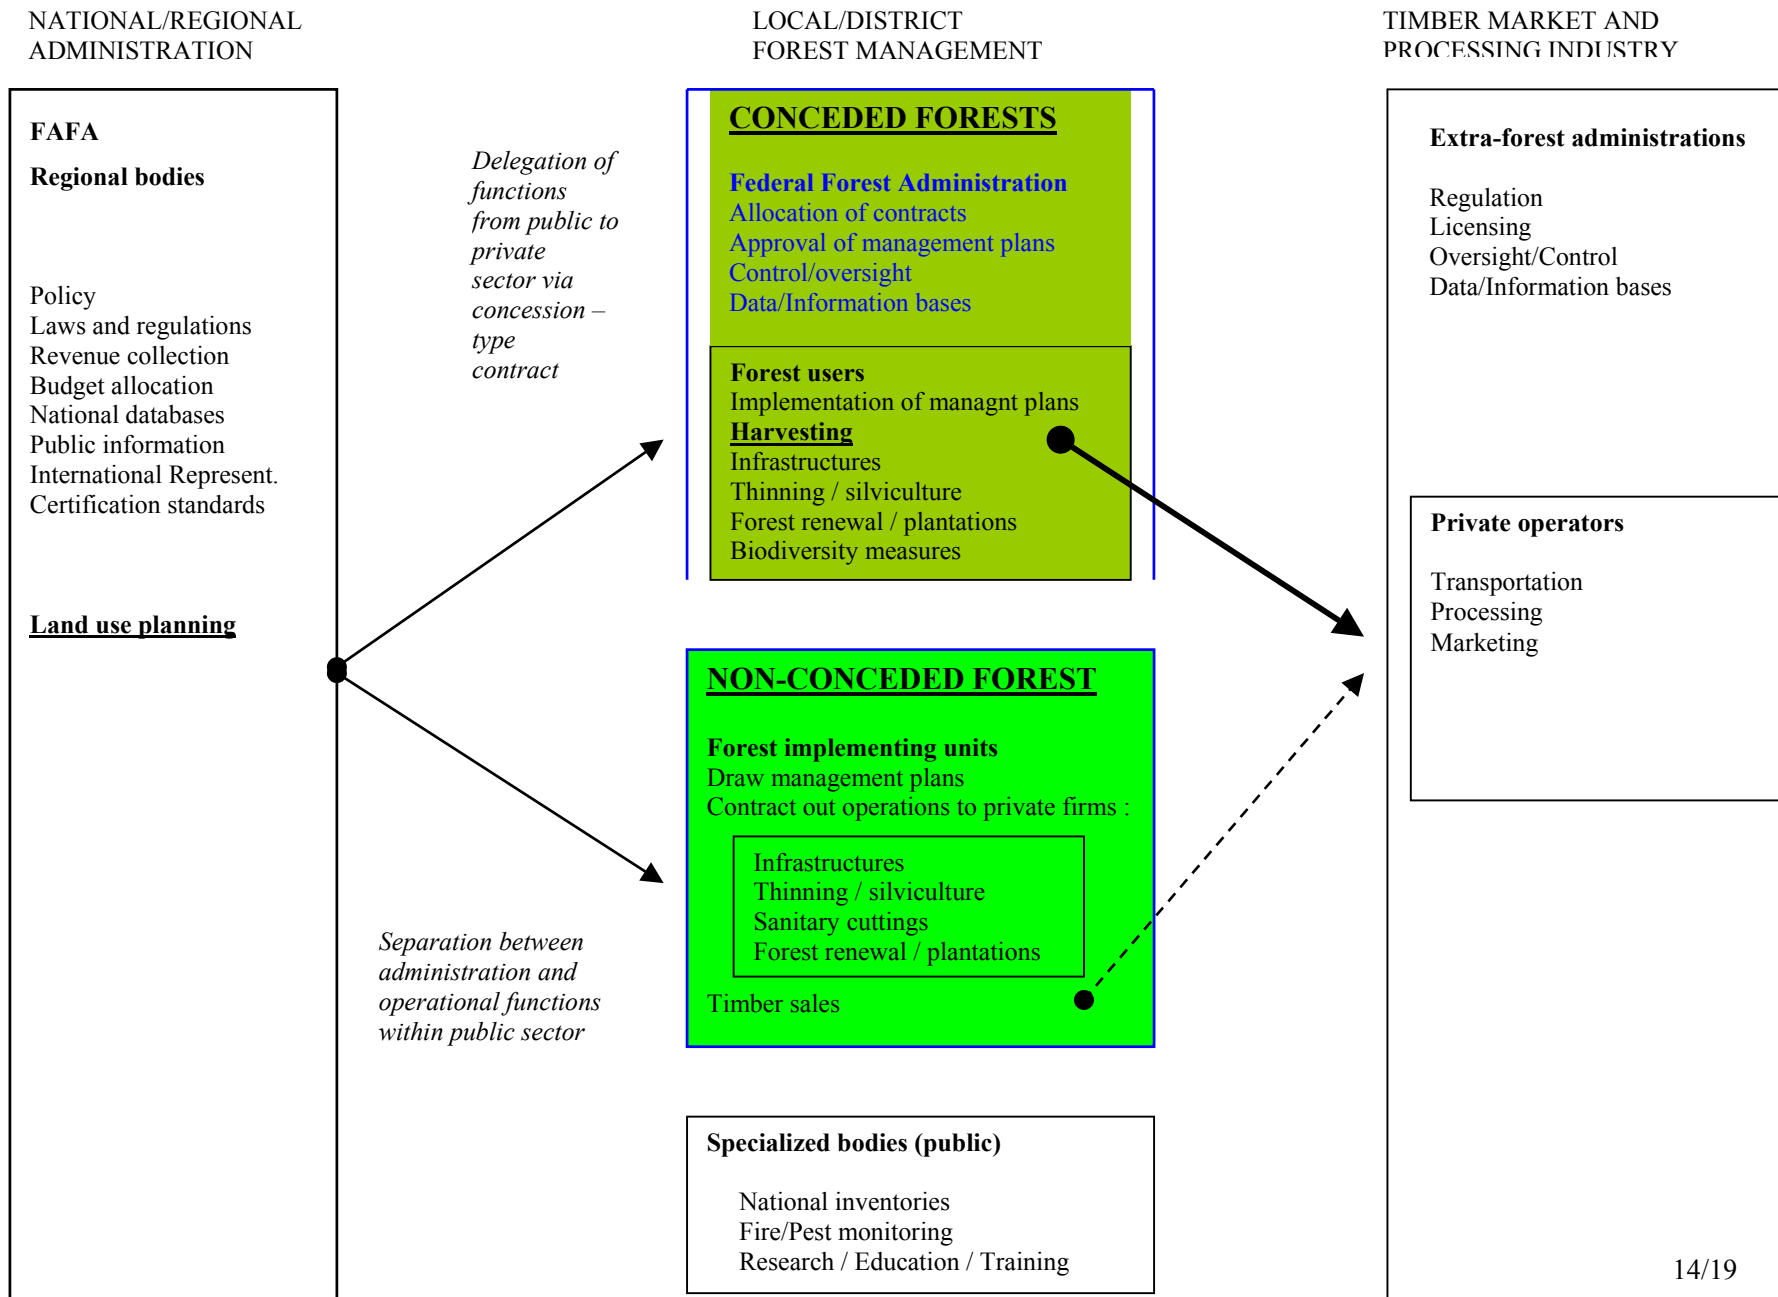 NATIONAL/REGIONAL
ADMINISTRATION
LOCAL/DISTRICT
FOREST MANAGEMENT
TIMBER MARKET AND
PROCESSING INDUSTRY
FAFA
Regional bodies
Policy
Laws and regulations
Revenue collection
Budget allocation
National databases
Public information
International Represent.
Certification standards
Land use planning
Delegation of
functions
from public to
private
sector via
concession –
type
contract
Separation between
administration and
operational functions
within public sector
CONCEDED FORESTS
Federal Forest Administration
Allocation of contracts
Approval of management plans
Control/oversight
Data/Information bases
Forest users
Implementation of managnt plans
Harvesting
Infrastructures
Thinning / silviculture
Forest renewal / plantations
Biodiversity measures
NON-CONCEDED FOREST
Forest implementing units
Draw management plans
Contract out operations to private firms :
Infrastructures
Thinning / silviculture
Sanitary cuttings
Forest renewal / plantations
Timber sales
Specialized bodies (public)
National inventories
Fire/Pest monitoring
Research / Education / Training
Extra-forest administrations
Regulation
Licensing
Oversight/Control
Data/Information bases
Private operators
Transportation
Processing
Marketing
14/19